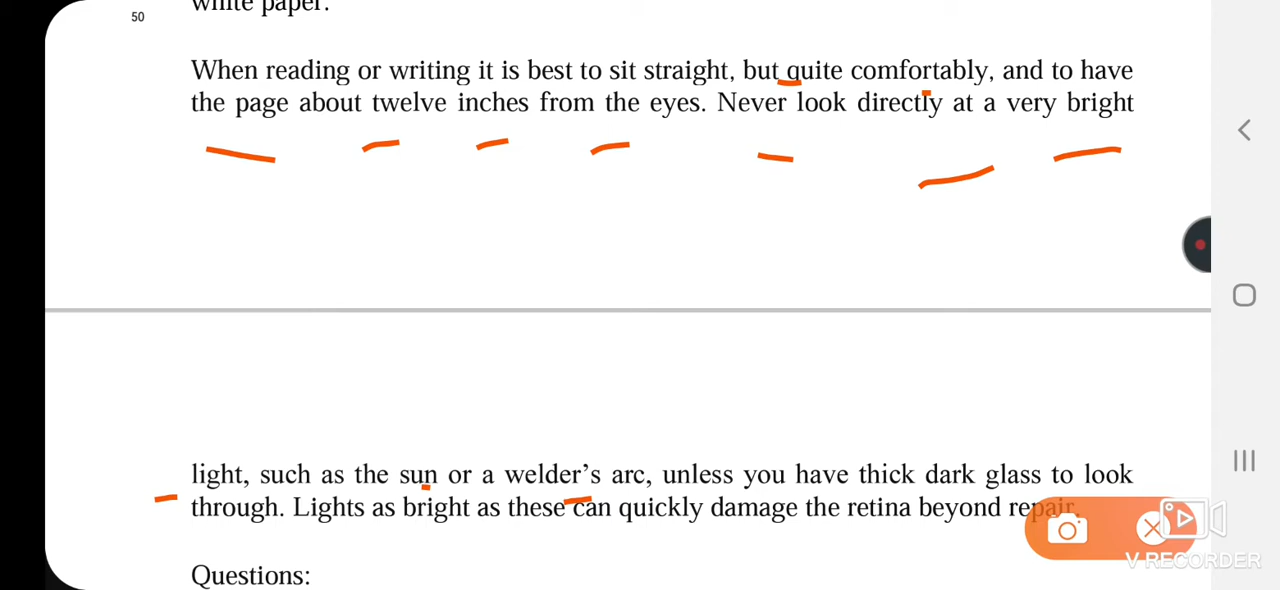 white paper.
50
When reading or writing it is best to sit straight, but quite comfortably, and to have
the page about twelve inches from the eyes. Never look directly at a very bright
light, such as the sun or a welder's arc, unless you have thick dark glass to look
through. Lights as bright as these can quickly damage the retina beyond repair.
V RECORDER
Questions: